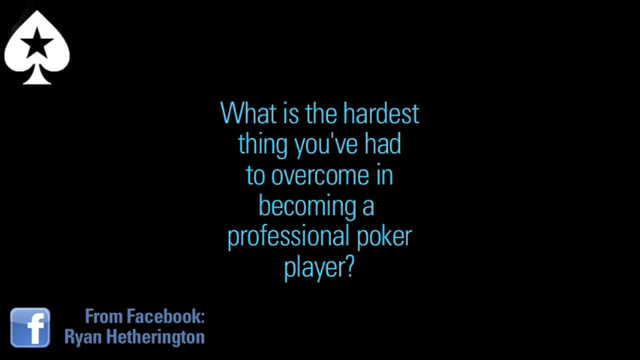 What is the hardest
thing you've had
to overcome in
becoming a
professional poker
player?
f
From Facebook:
Ryan Hetherington